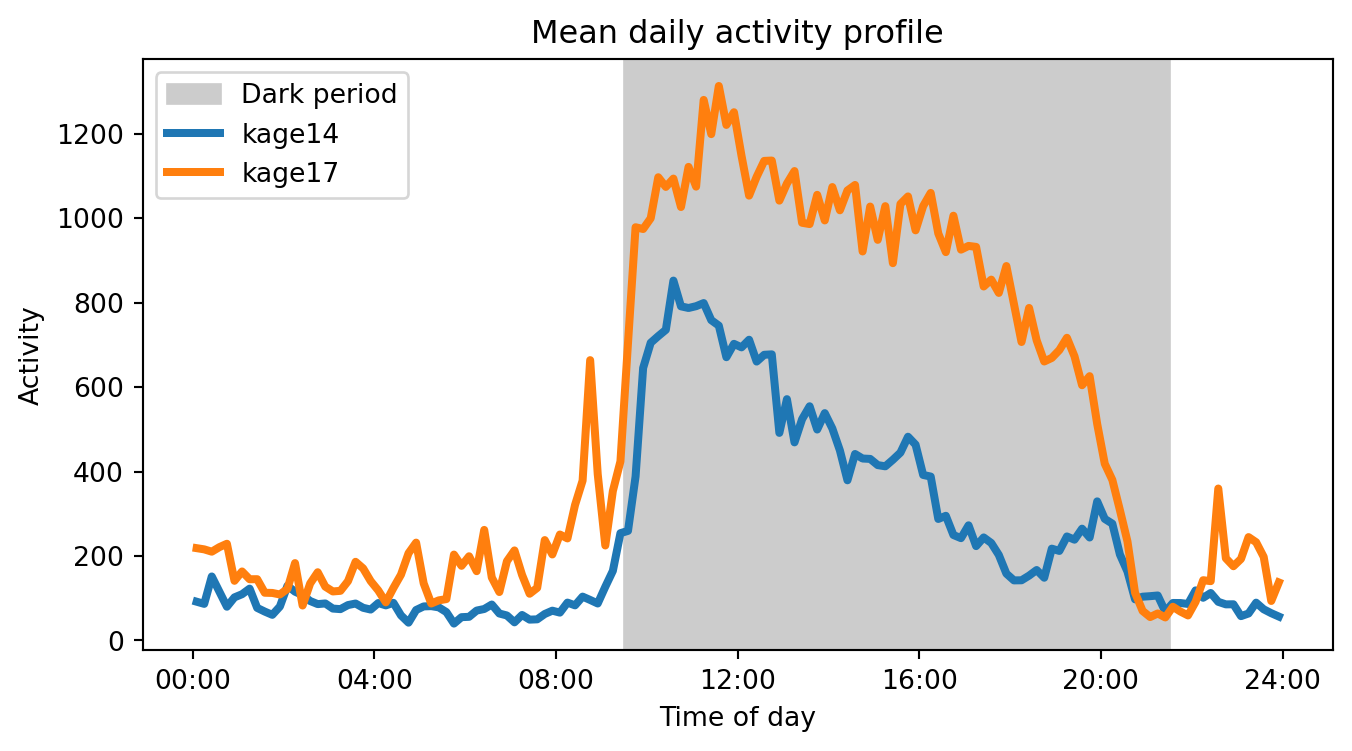 Mean daily activity profile
Dark period
kage14
kage17
Activity
1200
1000
800
600
400
200
0
00:00 04:00 08:00 12:00 16:00 20:00 24:00
Time of day